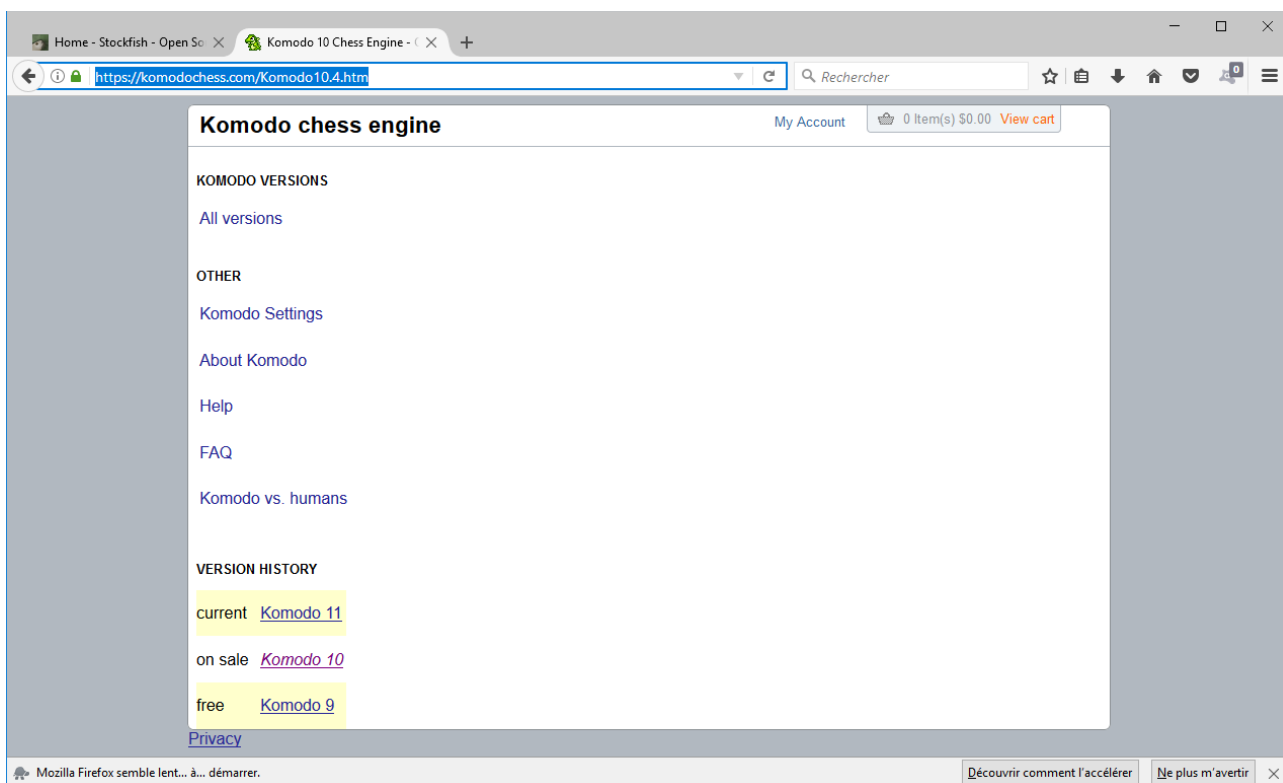 Home - Stockfish - Open So
Komodo 10 Chess Engine - (
https://komodochess.com/Komodo10.4.htm
Rechercher
0
Komodo chess engine
My Account
0 Item(s) $0.00 View cart
KOMODO VERSIONS
All versions
OTHER
Komodo Settings
About Komodo
Help
FAQ
Komodo vs. humans
VERSION HISTORY
current Komodo 11
on sale Komodo 10
free Komodo 9
Privacy
Mozilla Firefox semble lent... à... démarrer.
Découvrir comment l'accélérer
Ne plus m'avertir